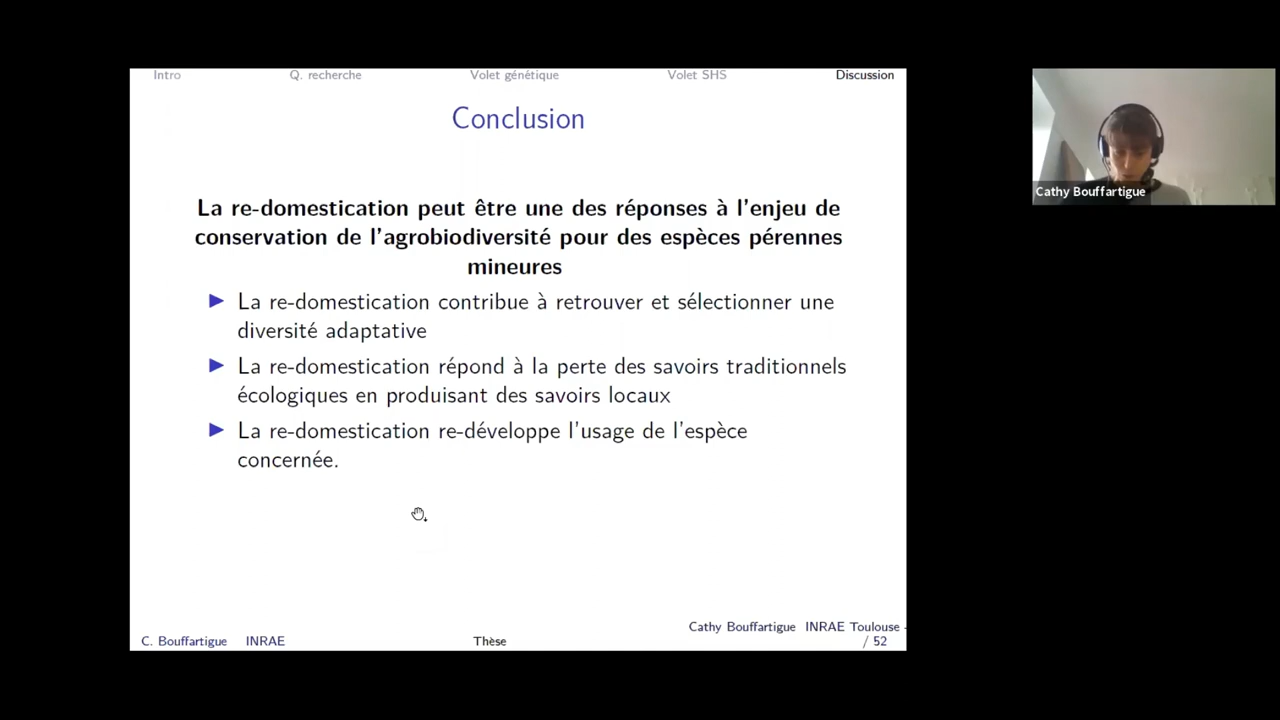 Intro Q. recherche Volet génétique Volet SHS Discussion
Conclusion
La re-domestication peut être une des réponses à l'enjeu de
conservation de l'agrobiodiversité pour des espèces pérennes
mineures
La re-domestication contribue à retrouver et sélectionner une
diversité adaptative
La re-domestication répond à la perte des savoirs traditionnels
écologiques en produisant des savoirs locaux
La re-domestication re-développe l'usage de l'espèce
concernée.
Cathy Bouffartigue INRAE Toulouse -
C. Bouffartigue INRAE Thèse / 52
Cathy Bouffartigue